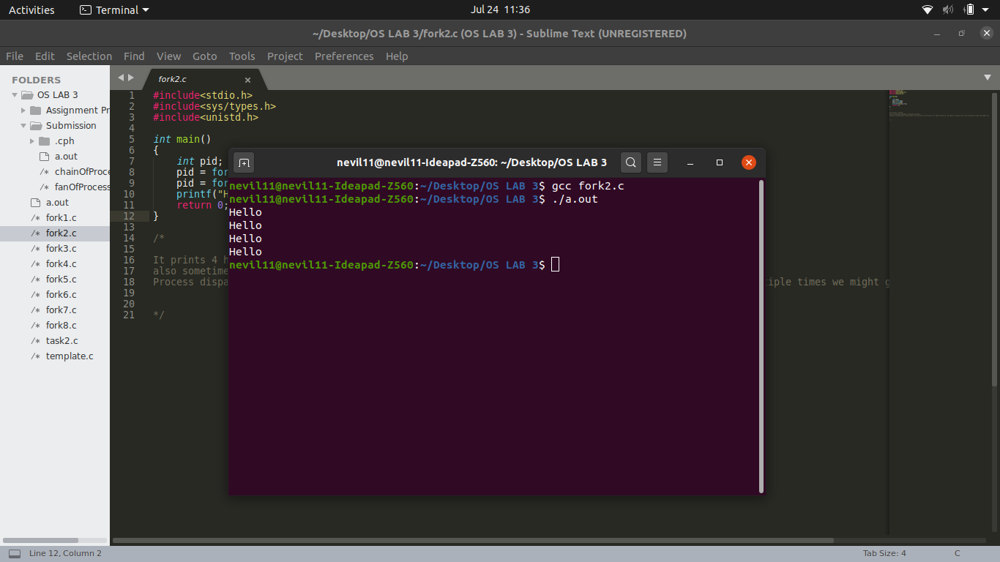 Activities
Terminal
Jul 24 11:36
~/Desktop/OS LAB 3/fork2.c (OS LAB 3) - Sublime Text (UNREGISTERED)
File Edit Selection Find View Goto Tools Project Preferences Help
FOLDERS
OS LAB 3
Assignment Pr
Submission
.cph
a.out
chainOfProce
fanOfProcess
a.out
fork1.c
fork2.c
fork3.c
fork4.c
fork5.c
fork6.c
fork7.c
fork8.c
task2.c
template.c
fork2.c
1 #include<stdio.h>
2 #include<sys/types.h>
3 #include<unistd.h>
4
5 int main()
6 {
7 int pid;
8 pid = for
9 pid = for
10 printf("H
11 return 0;
12 }
13
14 /*
15
16 It prints 4 h
17 also sometime
18 Process dispa tiple times we might g
19
20
21 */
nevil11@nevil11-Ideapad-Z560: ~/Desktop/OS LAB 3
nevil11@nevil11-Ideapad-Z560:~/Desktop/OS LAB 3$ gcc fork2.c
nevil11@nevil11-Ideapad-Z560:~/Desktop/OS LAB 3$ ./a.out
Hello
Hello
Hello
Hello
nevil11@nevil11-Ideapad-Z560:~/Desktop/OS LAB 3$
Line 12, Column 2
Tab Size: 4
C